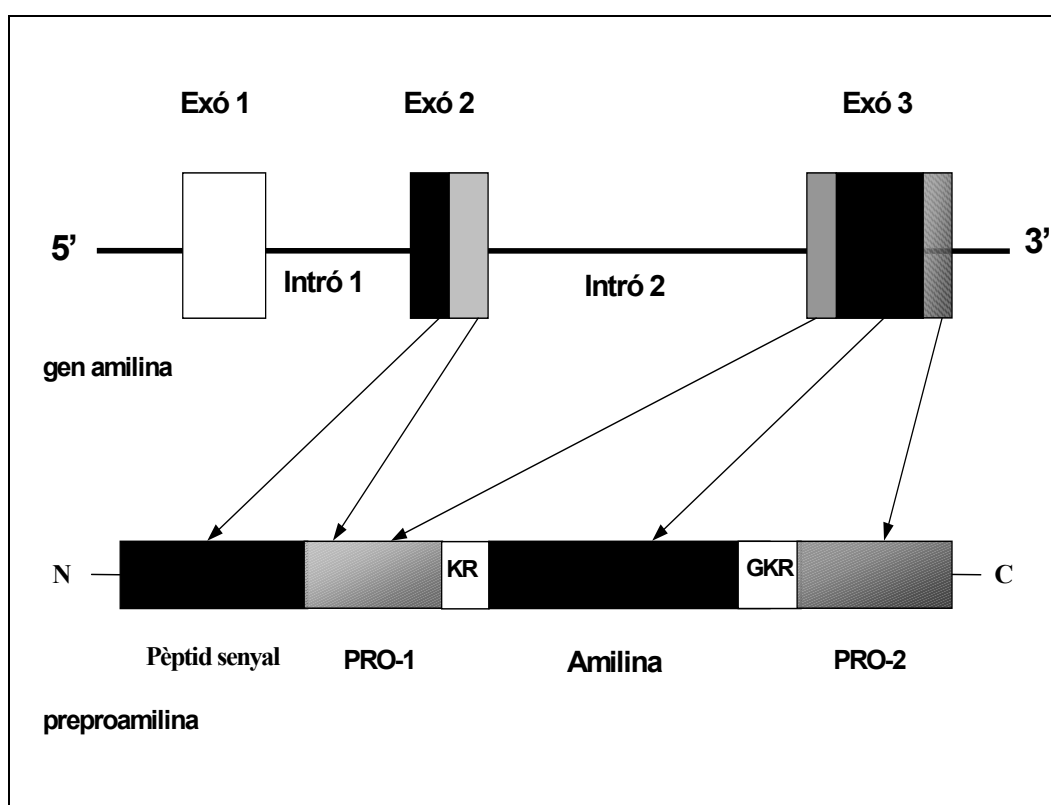 Exó 1 Exó 2 Exó 3
5’ 3’
Intró 1 Intró 2
gen amilina
N KR GKR C
Pèptid senyal PRO-1 Amilina PRO-2
preproamilina